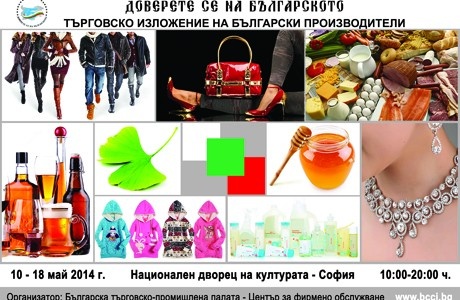 ДОВЕРЕТЕ СЕ НА БЪЛГАРСКОТО
ТЪРГОВСКО ИЗЛОЖЕНИЕ НА БЪЛГАРСКИ ПРОИЗВОДИТЕЛИ
10 - 18 май 2014 г. Национален дворец на културата - София 10:00-20:00 ч.
Организатор: Българска търговско-промишлена палата - Център за фирмено обслужване www.bcci.bg